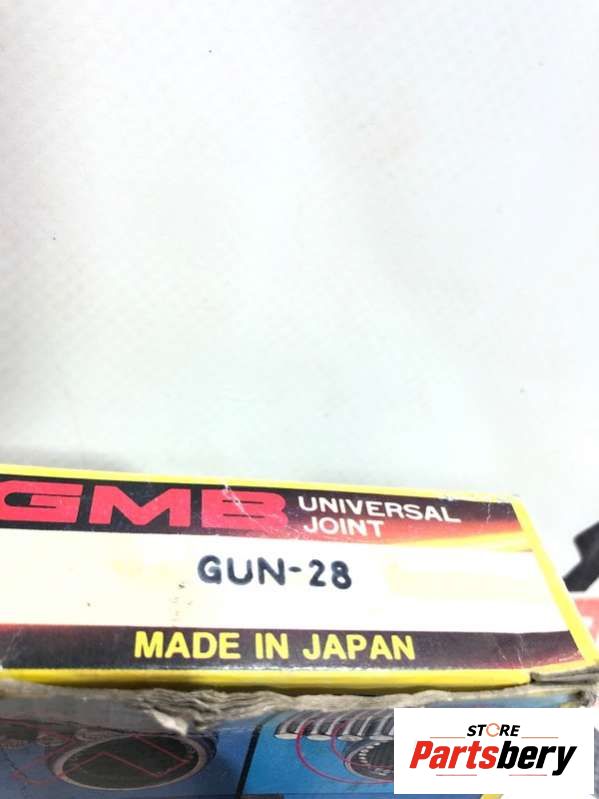 GMB UNIVERSAL
JOINT
GUN-28
MADE IN JAPAN
STORE
Partsbery